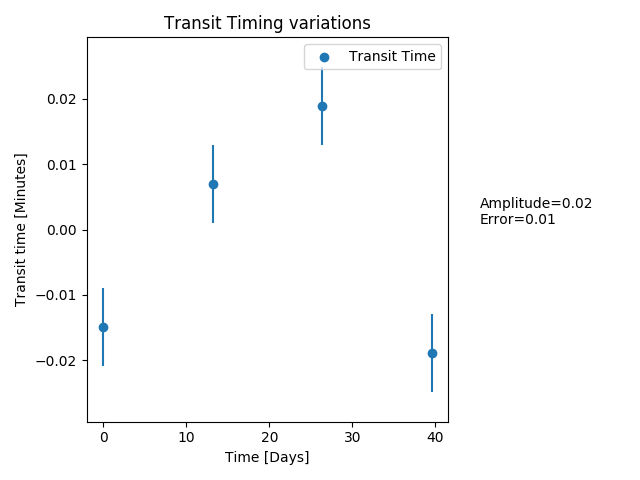 Transit Timing variations
Transit Time
Transit time [Minutes]
0.02
0.01
0.00
−0.01
−0.02
0 10 20 30 40
Time [Days]
Amplitude=0.02
Error=0.01